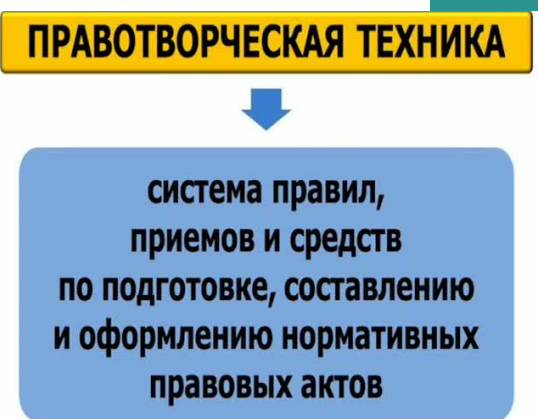 ПРАВОТВОРЧЕСКАЯ ТЕХНИКА
система правил,
приемов и средств
по подготовке, составлению
и оформлению нормативных
правовых актов